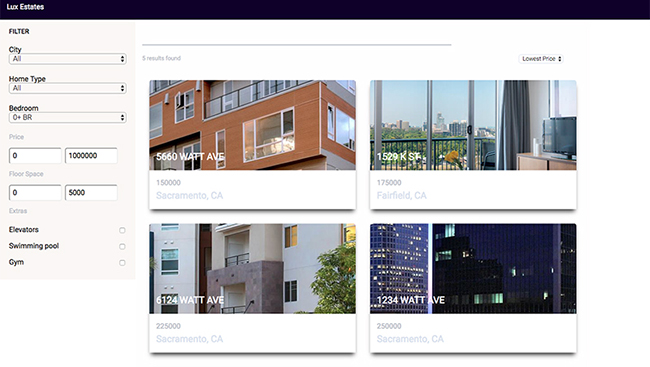 Lux Estates
FILTER
City
All
Home Type
All
Bedroom
0+ BR
Price
0 1000000
Floor Space
0 5000
Extras
Elevators
Swimming pool
Gym
5 results found
Lowest Price
5660 WATT AVE
150000
Sacramento, CA
1529 K ST
175000
Fairfield, CA
6124 WATT AVE
225000
Sacramento, CA
1234 WATT AVE
250000
Sacramento, CA